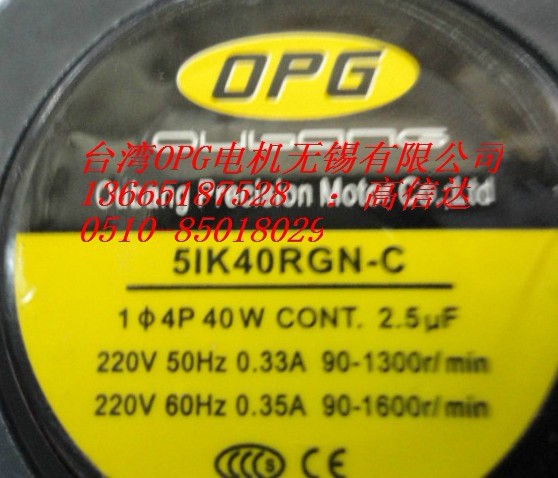 OPG
台湾OPG电机无锡有限公司
13665187528 ：高信达
0510-85018029
5IK40RGN-C
1Φ4P 40W CONT. 2.5μF
220V 50Hz 0.33A 90-1300r/min
220V 60Hz 0.35A 90-1600r/min